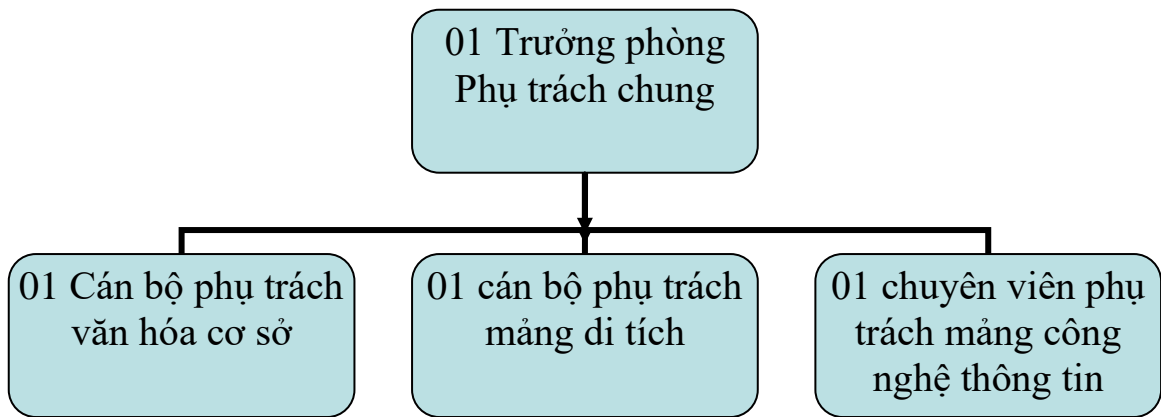 01 Trưởng phòng
Phụ trách chung
01 Cán bộ phụ trách
văn hóa cơ sở
01 cán bộ phụ trách
mảng di tích
01 chuyên viên phụ
trách mảng công
nghệ thông tin